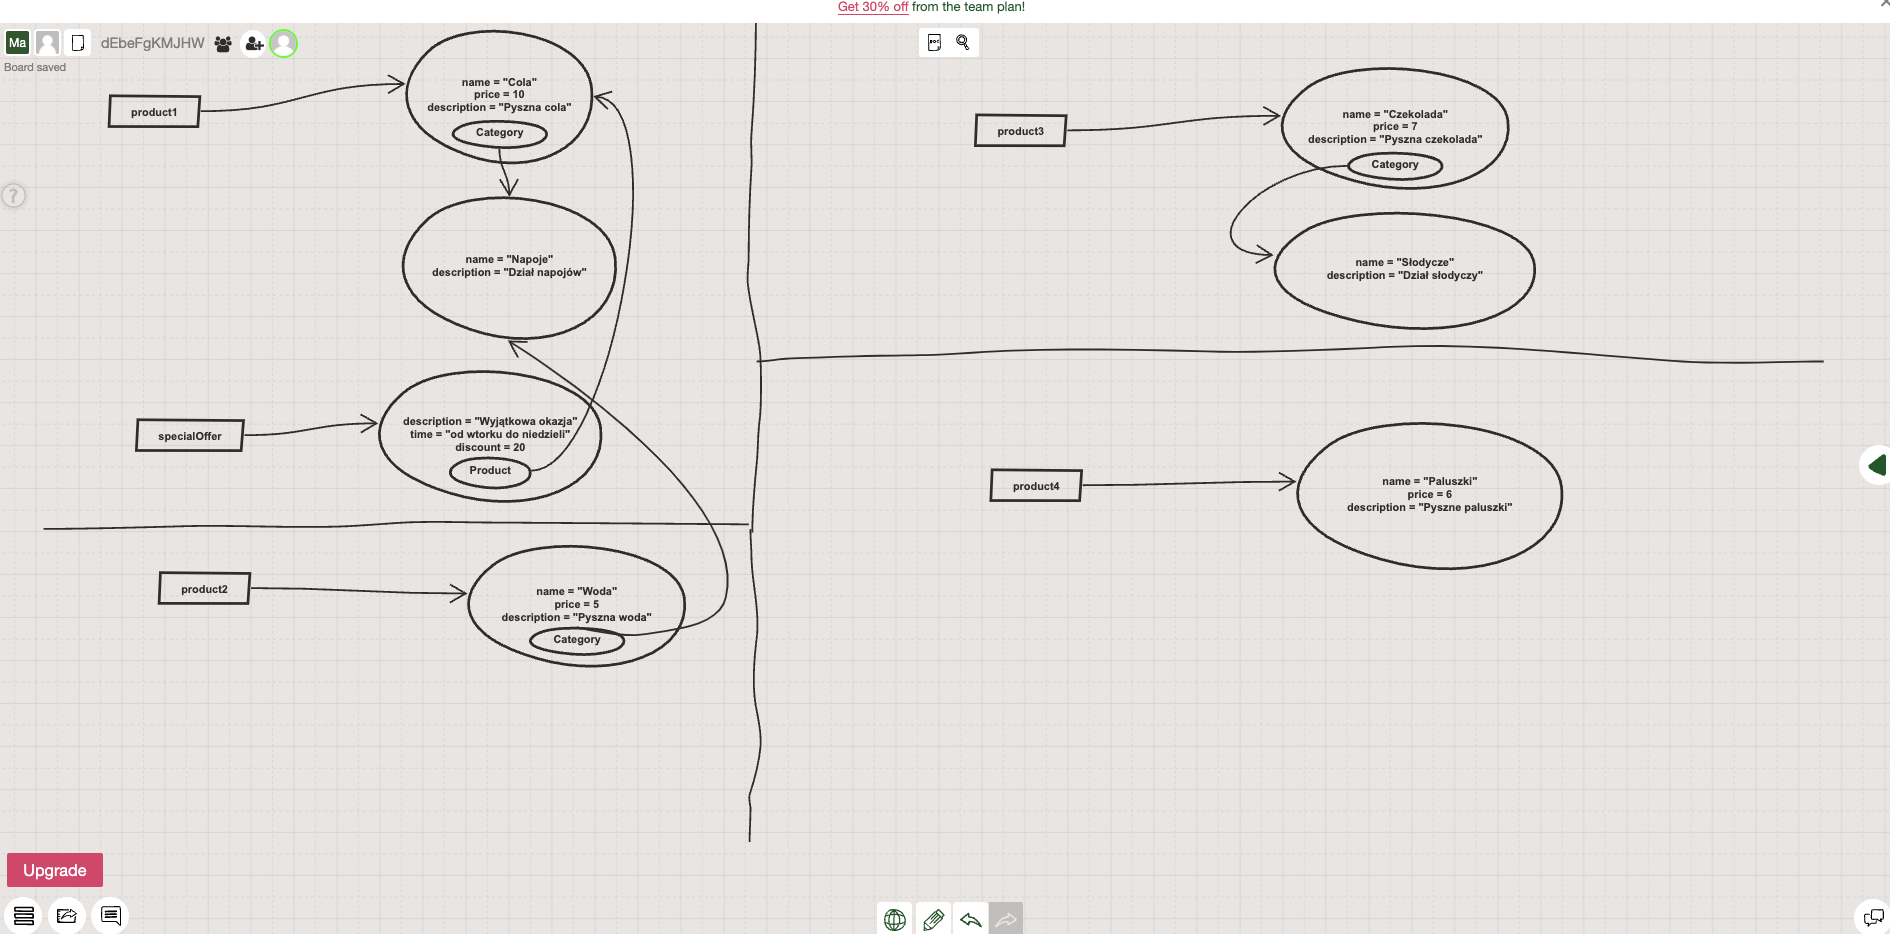 Get 30% off from the team plan!
Ma
dEbeFgKMJHW
Board saved
product1
name = "Cola"
price = 10
description = "Pyszna cola"
Category
name = "Napoje"
description = "Dział napojów"
specialOffer
description = "Wyjątkowa okazja"
time = "od wtorku do niedzieli"
discount = 20
Product
product2
name = "Woda"
price = 5
description = "Pyszna woda"
Category
product3
name = "Czekolada"
price = 7
description = "Pyszna czekolada"
Category
name = "Słodycze"
description = "Dział słodyczy"
product4
name = "Paluszki"
price = 6
description = "Pyszne paluszki"
?
Upgrade